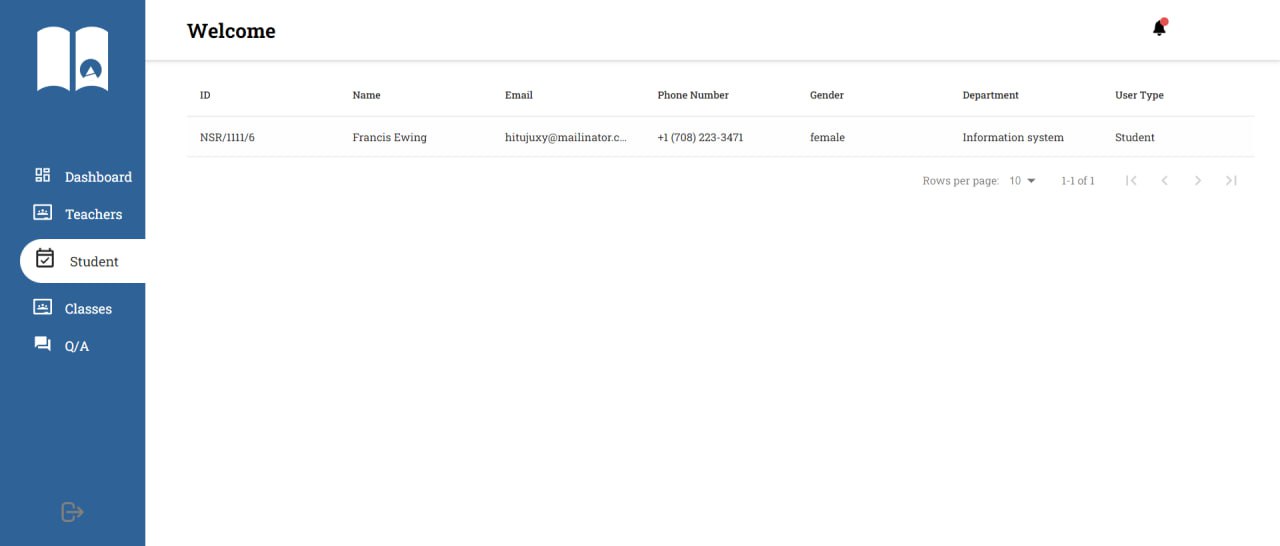 Welcome
Dashboard
Teachers
Student
Classes
Q/A
ID Name Email Phone Number Gender Department User Type
NSR/1111/6 Francis Ewing hitujuxy@mailinator.c... +1 (708) 223-3471 female Information system Student
Rows per page: 10 1-1 of 1